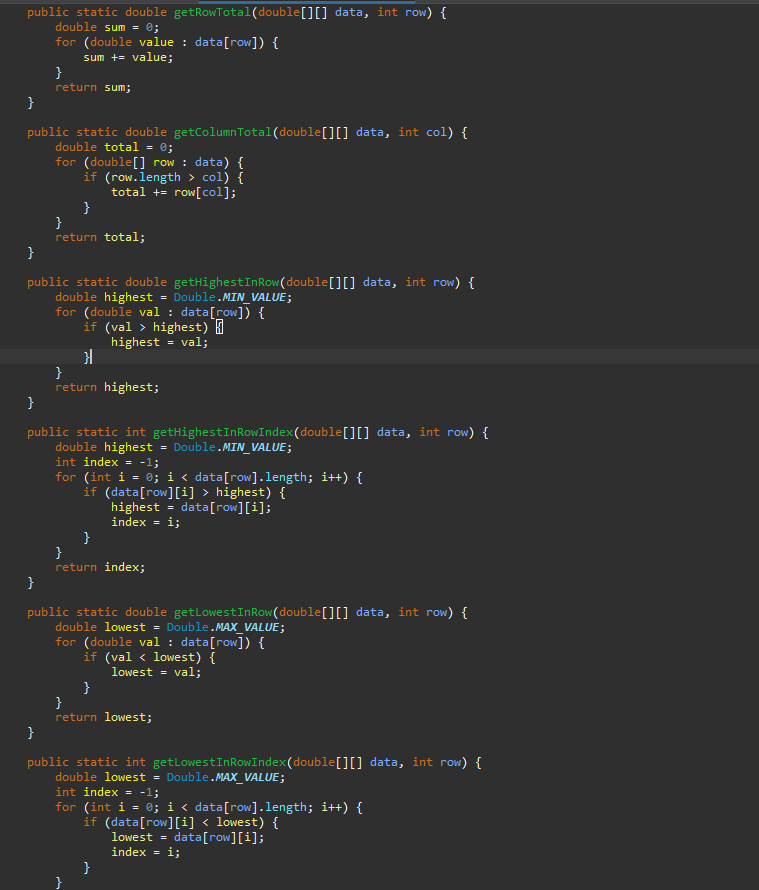 public static double getRowTotal(double[][] data, int row) {
    double sum = 0;
    for (double value : data[row]) {
        sum += value;
    }
    return sum;
}

public static double getColumnTotal(double[][] data, int col) {
    double total = 0;
    for (double[] row : data) {
        if (row.length > col) {
            total += row[col];
        }
    }
    return total;
}

public static double getHighestInRow(double[][] data, int row) {
    double highest = Double.MIN_VALUE;
    for (double val : data[row]) {
        if (val > highest) {
            highest = val;
        }
    }
    return highest;
}

public static int getHighestInRowIndex(double[][] data, int row) {
    double highest = Double.MIN_VALUE;
    int index = -1;
    for (int i = 0; i < data[row].length; i++) {
        if (data[row][i] > highest) {
            highest = data[row][i];
            index = i;
        }
    }
    return index;
}

public static double getLowestInRow(double[][] data, int row) {
    double lowest = Double.MAX_VALUE;
    for (double val : data[row]) {
        if (val < lowest) {
            lowest = val;
        }
    }
    return lowest;
}

public static int getLowestInRowIndex(double[][] data, int row) {
    double lowest = Double.MAX_VALUE;
    int index = -1;
    for (int i = 0; i < data[row].length; i++) {
        if (data[row][i] < lowest) {
            lowest = data[row][i];
            index = i;
        }
    }